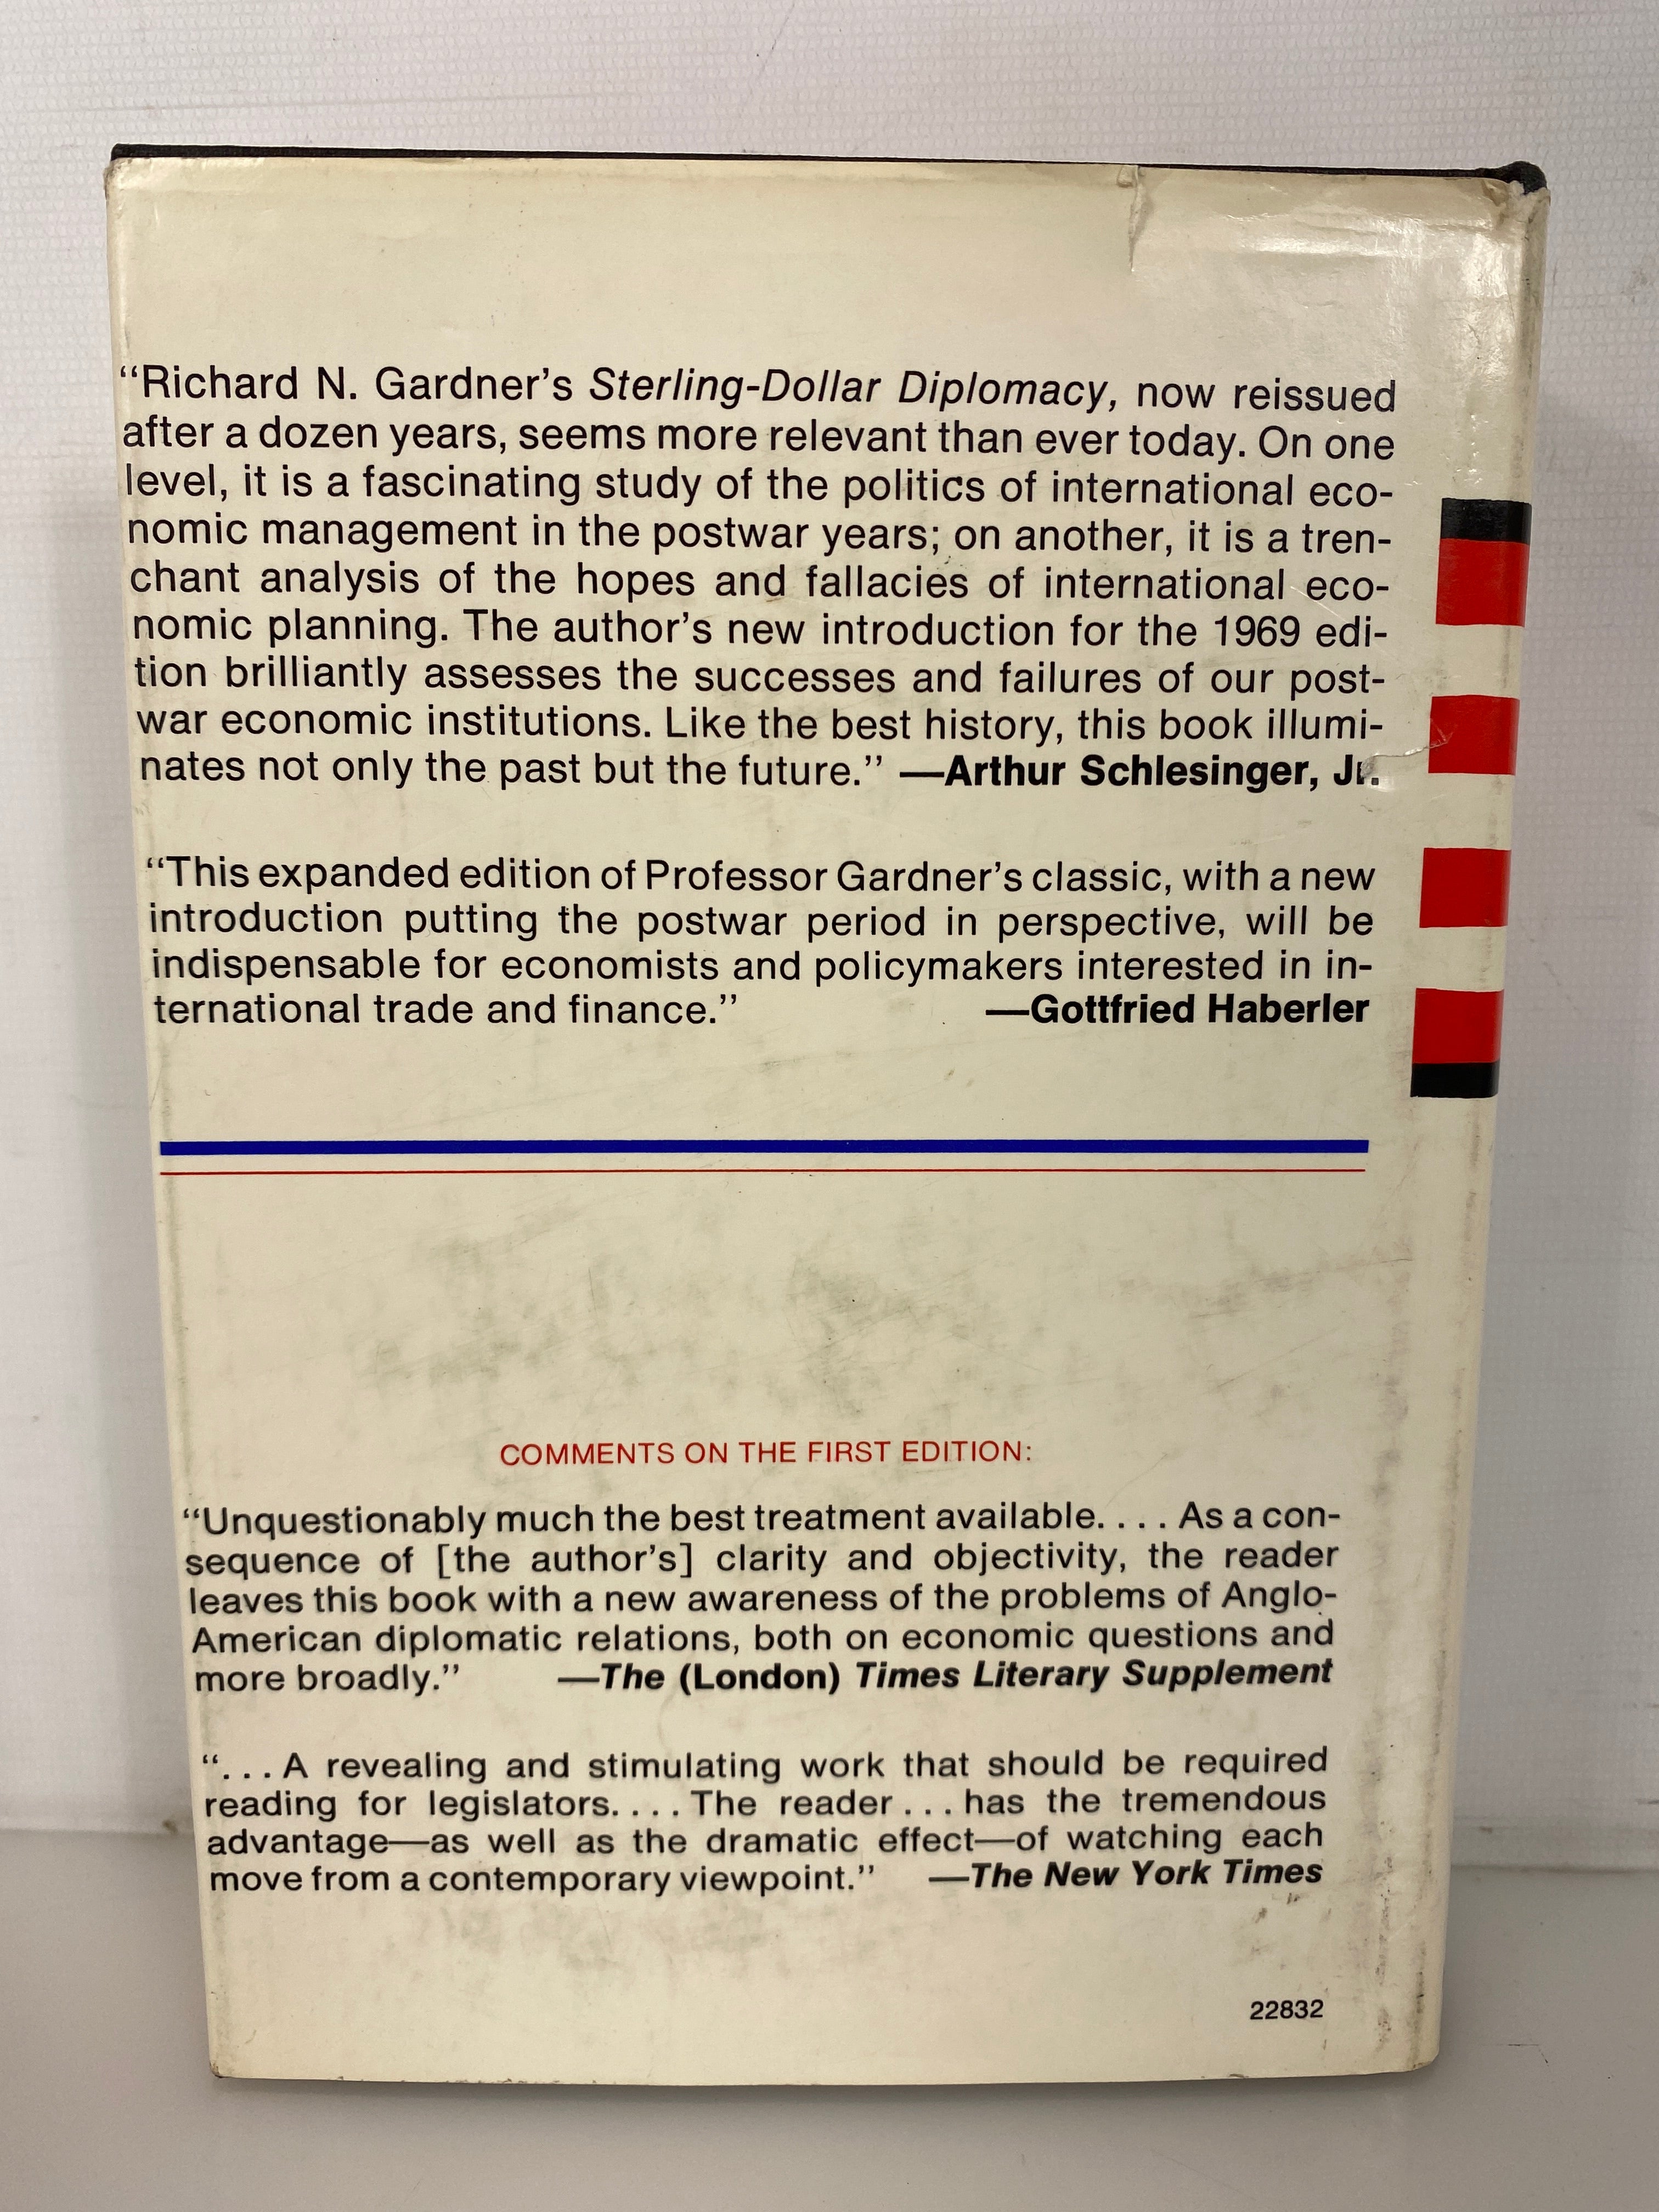 “Richard N. Gardner’s Sterling-Dollar Diplomacy, now reissued
after a dozen years, seems more relevant than ever today. On one
level, it is a fascinating study of the politics of international eco-
nomic management in the postwar years; on another, it is a tren-
chant analysis of the hopes and fallacies of international eco-
nomic planning. The author’s new introduction for the 1969 edi-
tion brilliantly assesses the successes and failures of our post-
war economic institutions. Like the best history, this book illumi-
nates not only the past but the future.” —Arthur Schlesinger, Jr.
“This expanded edition of Professor Gardner’s classic, with a new
introduction putting the postwar period in perspective, will be
indispensable for economists and policymakers interested in in-
ternational trade and finance.” —Gottfried Haberler
COMMENTS ON THE FIRST EDITION:
“Unquestionably much the best treatment available. . . . As a con-
sequence of [the author’s] clarity and objectivity, the reader
leaves this book with a new awareness of the problems of Anglo-
American diplomatic relations, both on economic questions and
more broadly.” —The (London) Times Literary Supplement
“. . . A revealing and stimulating work that should be required
reading for legislators. . . . The reader . . . has the tremendous
advantage—as well as the dramatic effect—of watching each
move from a contemporary viewpoint.” —The New York Times
22832